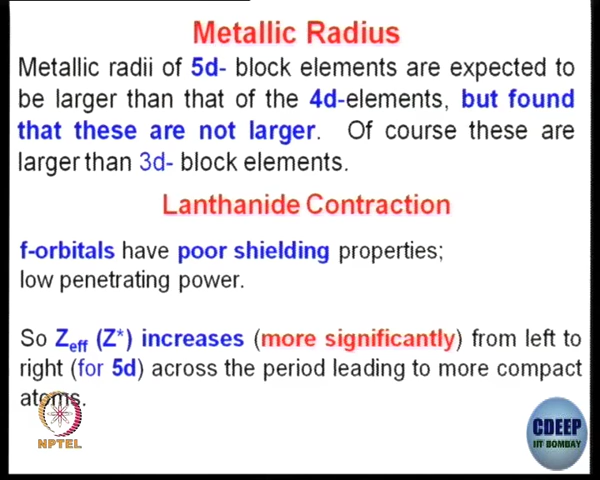 Metallic Radius
Metallic radii of 5d- block elements are expected to
be larger than that of the 4d-elements, but found
that these are not larger. Of course these are
larger than 3d- block elements.
Lanthanide Contraction
f-orbitals have poor shielding properties;
low penetrating power.
So Zeff (Z*) increases (more significantly) from left to
right (for 5d) across the period leading to more compact
atoms.
NPTEL
CDEEP
IIT BOMBAY